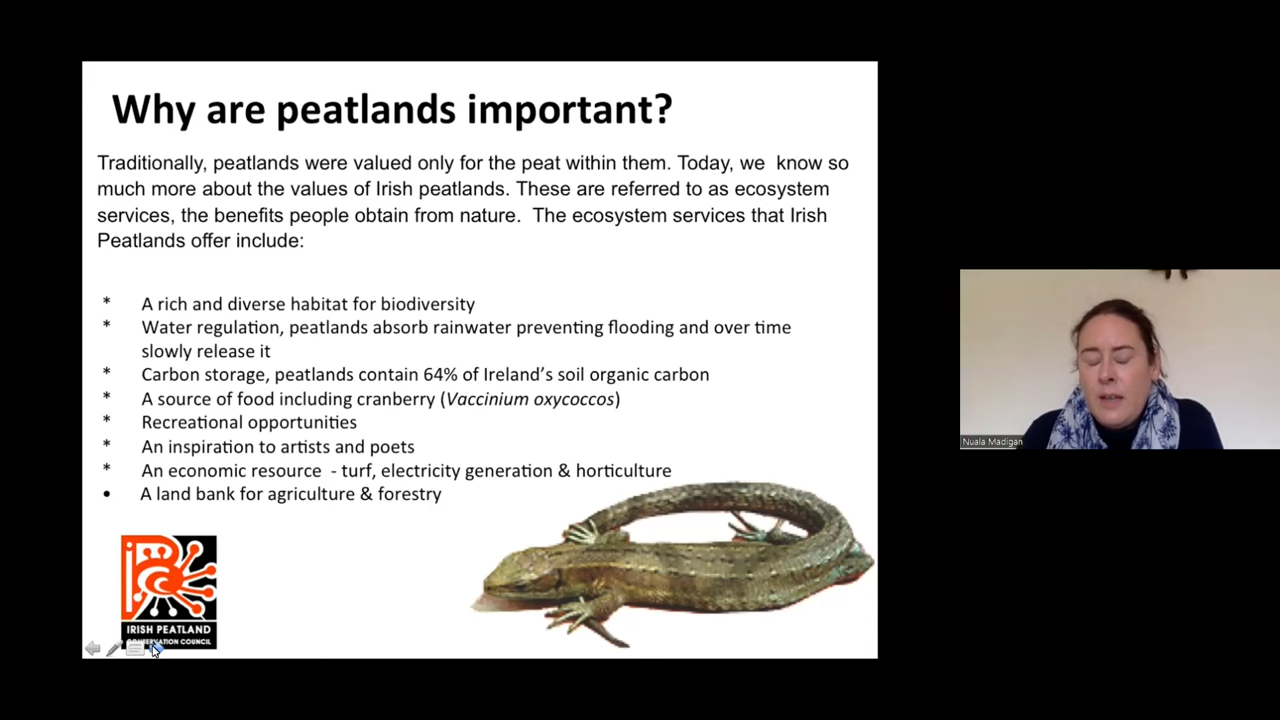 Why are peatlands important?
Traditionally, peatlands were valued only for the peat within them. Today, we  know so
much more about the values of Irish peatlands. These are referred to as ecosystem
services, the benefits people obtain from nature.  The ecosystem services that Irish
Peatlands offer include:
* A rich and diverse habitat for biodiversity
* Water regulation, peatlands absorb rainwater preventing flooding and over time
slowly release it
* Carbon storage, peatlands contain 64% of Ireland's soil organic carbon
* A source of food including cranberry (Vaccinium oxycoccos)
* Recreational opportunities
* An inspiration to artists and poets
* An economic resource  - turf, electricity generation & horticulture
• A land bank for agriculture & forestry
IRISH PEATLAND
CONSERVATION COUNCIL
Nuala Madigan